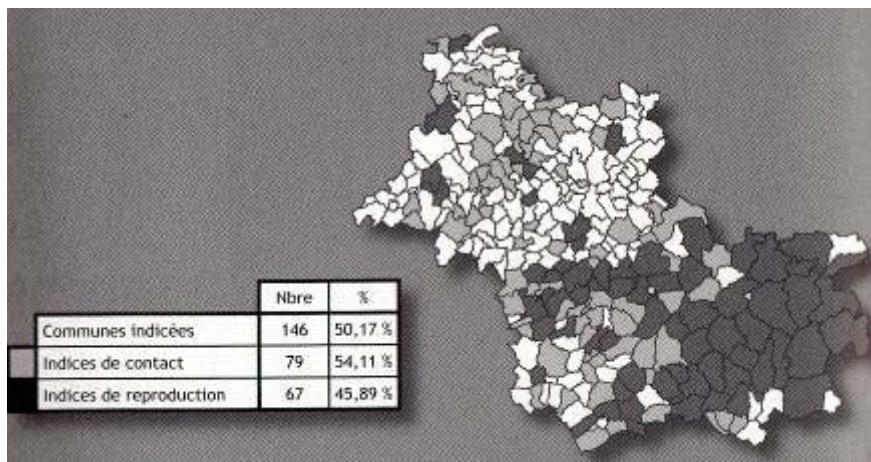 Nbre %
Communes indicées 146 50,17 %
Indices de contact 79 54,11 %
Indices de reproduction 67 45,89 %